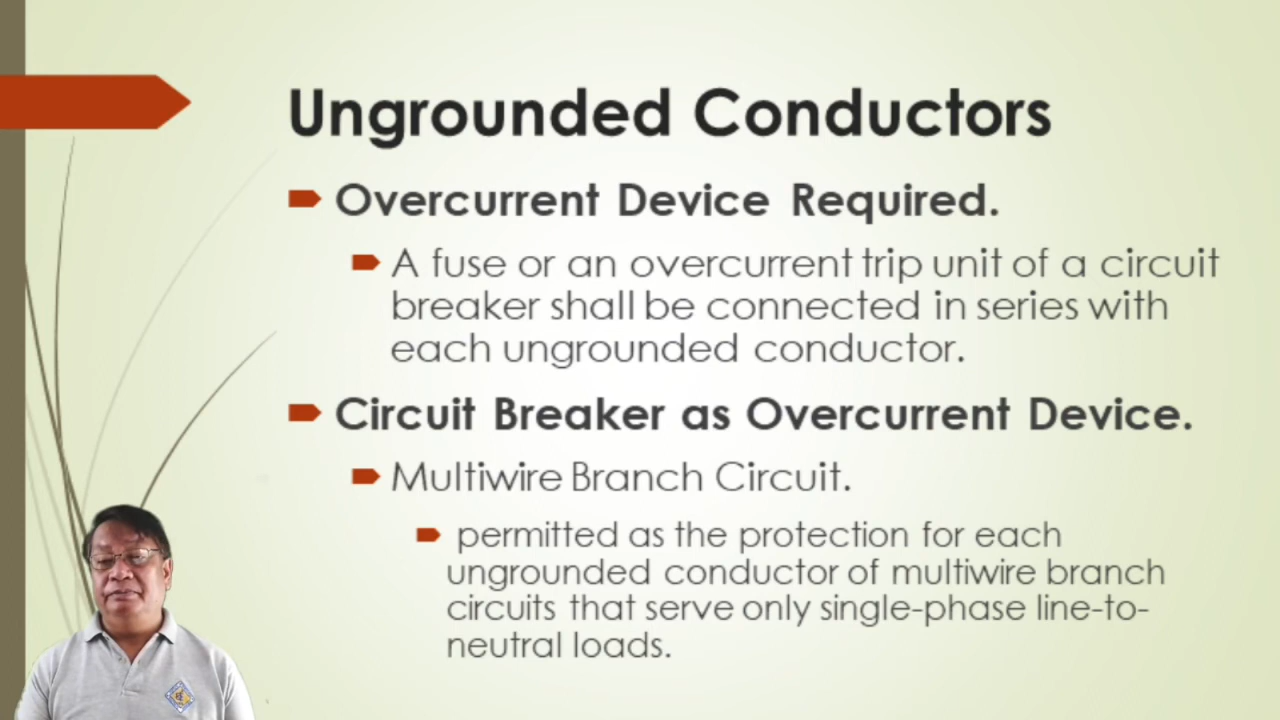 Ungrounded Conductors
Overcurrent Device Required.
A fuse or an overcurrent trip unit of a circuit
breaker shall be connected in series with
each ungrounded conductor.
Circuit Breaker as Overcurrent Device.
Multiwire Branch Circuit.
permitted as the protection for each
ungrounded conductor of multiwire branch
circuits that serve only single-phase line-to-
neutral loads.